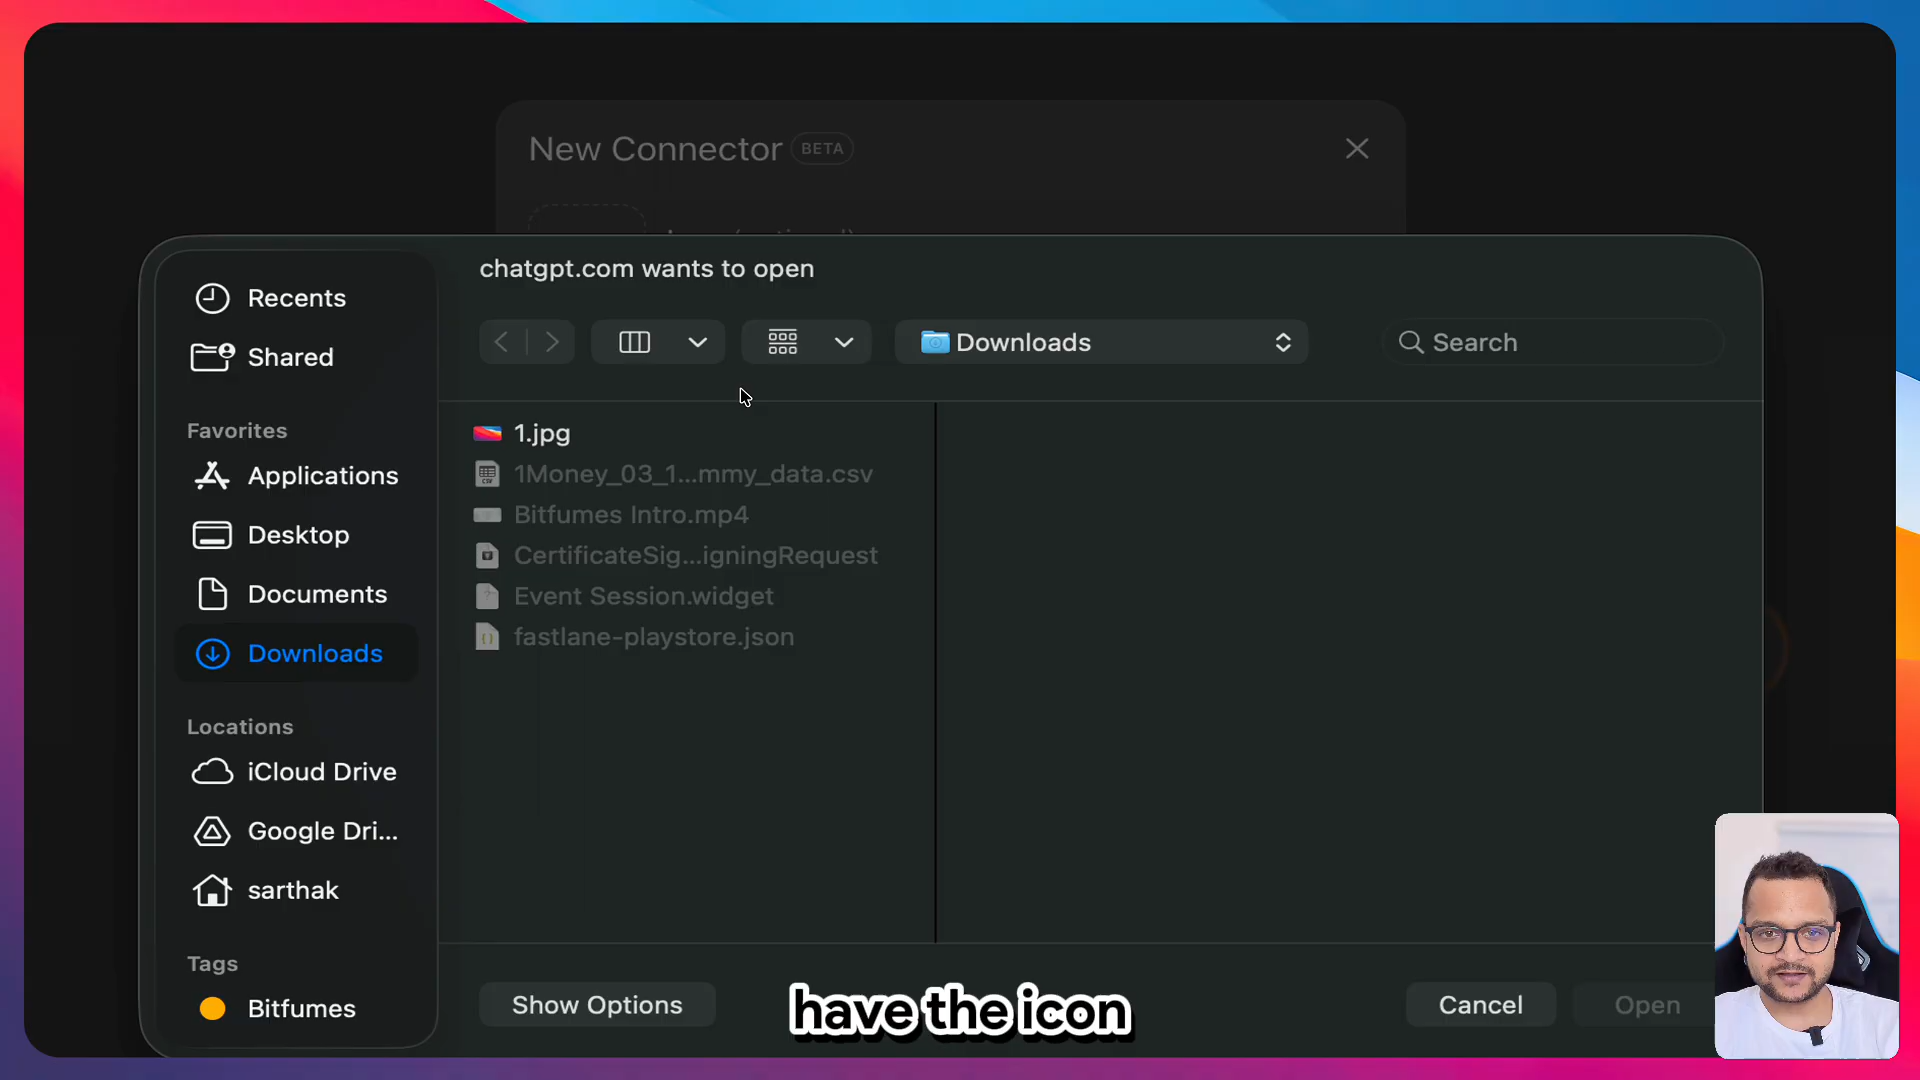 New Connector BETA
chatgpt.com wants to open
Recents
Shared
Favorites
Applications
Desktop
Documents
Downloads
Locations
iCloud Drive
Google Dri...
sarthak
Tags
Bitfumes
Downloads
Search
1.jpg
1Money_03_1...mmy_data.csv
Bitfumes Intro.mp4
CertificateSig...igningRequest
Event Session.widget
fastlane-playstore.json
Show Options
Cancel
Open
have the icon